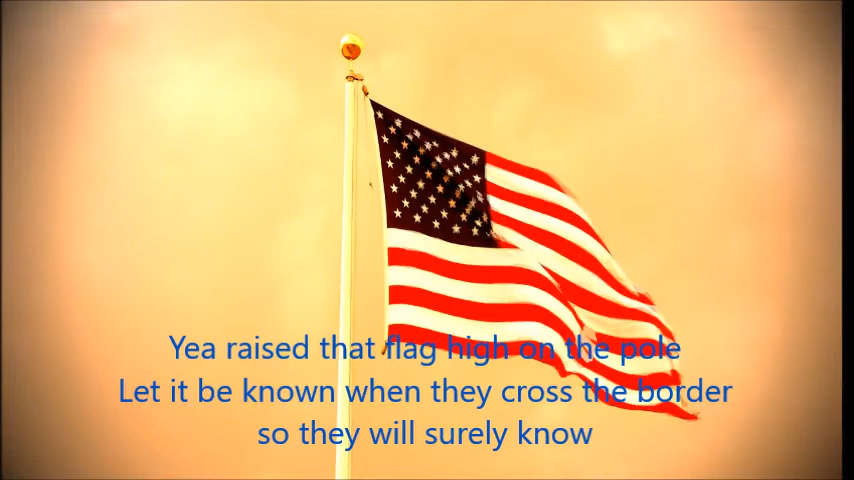 Yea raised that flag high on the pole
Let it be known when they cross the border
so they will surely know